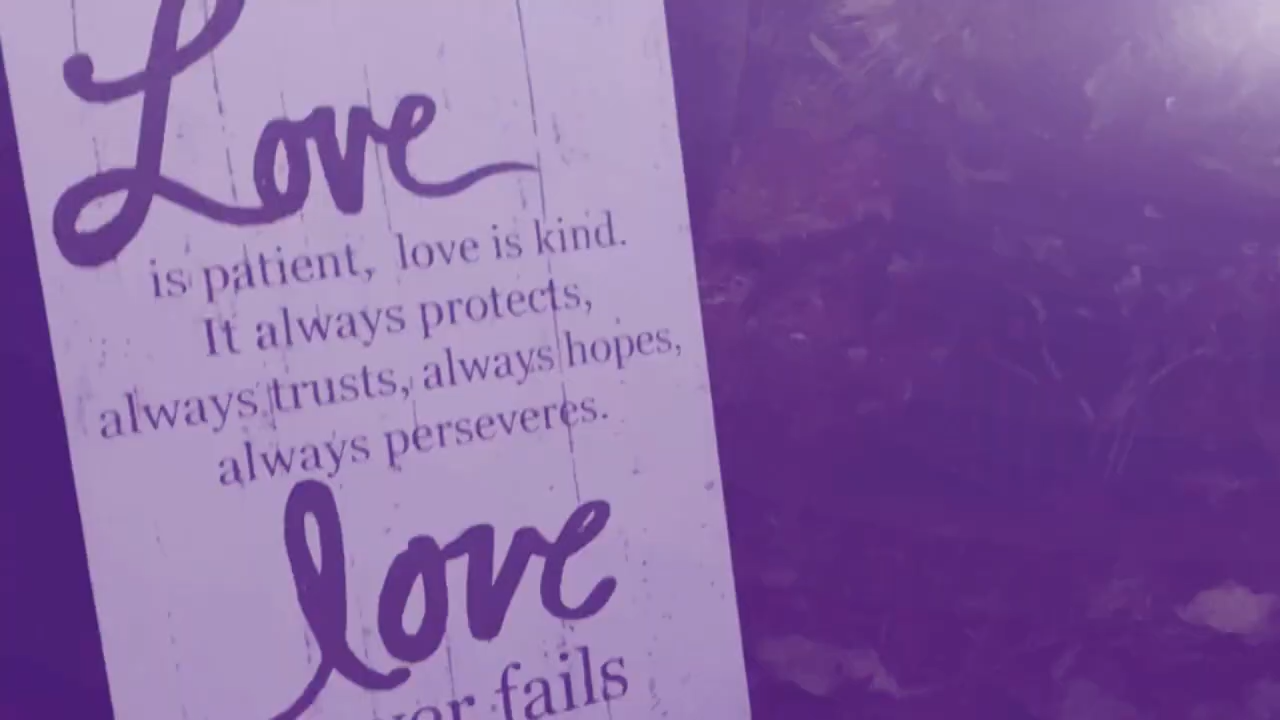 Love
is patient, love is kind.
It always protects,
always trusts, always hopes,
always perseveres.
love
fails